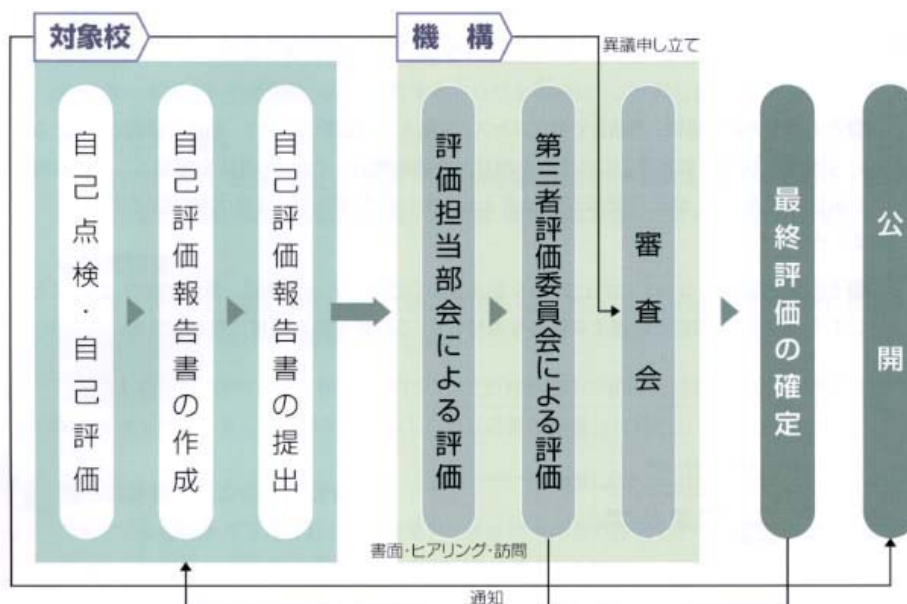 対象校
機 構
異議申し立て
自己点検・自己評価
自己評価報告書の作成
自己評価報告書の提出
評価担当部会による評価
第三者評価委員会による評価
審査会
最終評価の確定
公開
書面・ヒアリング・訪問
通知